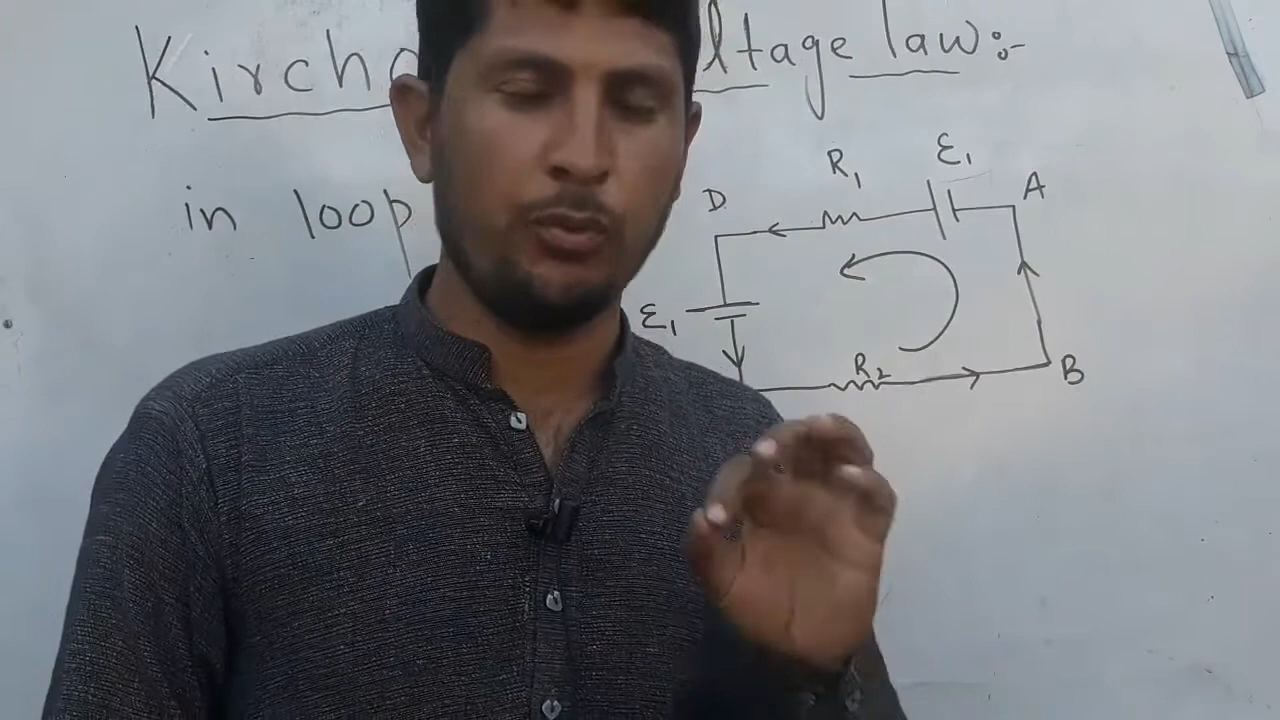 Kircho ltage law:-
in loop
R₁ ε₁
D A
ε₁
R₂ B